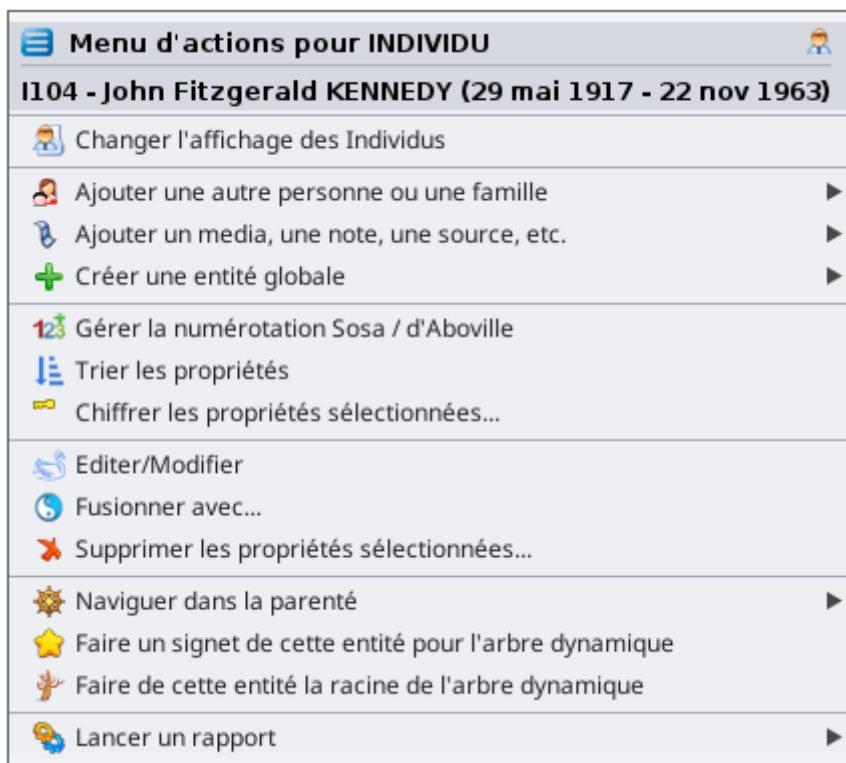 Menu d'actions pour INDIVIDU
I104 - John Fitzgerald KENNEDY (29 mai 1917 - 22 nov 1963)
Changer l'affichage des Individus
Ajouter une autre personne ou une famille
Ajouter un media, une note, une source, etc.
Créer une entité globale
123 Gérer la numérotation Sosa / d'Aboville
Trier les propriétés
Chiffrer les propriétés sélectionnées...
Editer/Modifier
Fusionner avec...
Supprimer les propriétés sélectionnées...
Naviguer dans la parenté
Faire un signet de cette entité pour l'arbre dynamique
Faire de cette entité la racine de l'arbre dynamique
Lancer un rapport